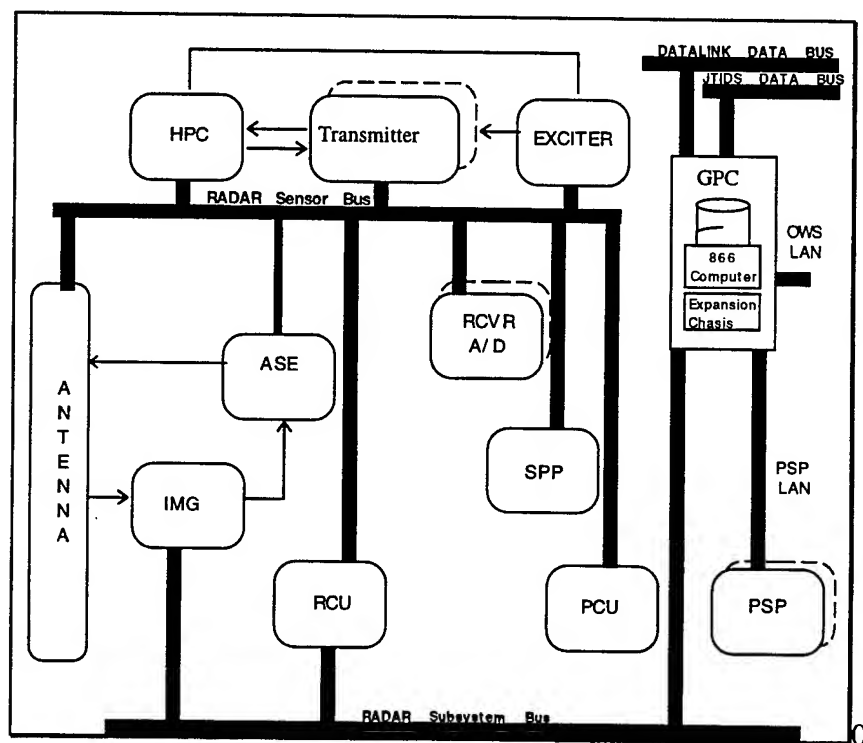 DATALINK DATA BUS
JTIDS DATA BUS
HPC
Transmitter
EXCITER
GPC
RADAR Sensor Bus
OWS
LAN
866
Computer
Expansion
Chasis
RCVR
A/D
ASE
ANTENNA
SPP
PSP
LAN
IMG
RCU
PCU
PSP
RADAR Subsystem Bus